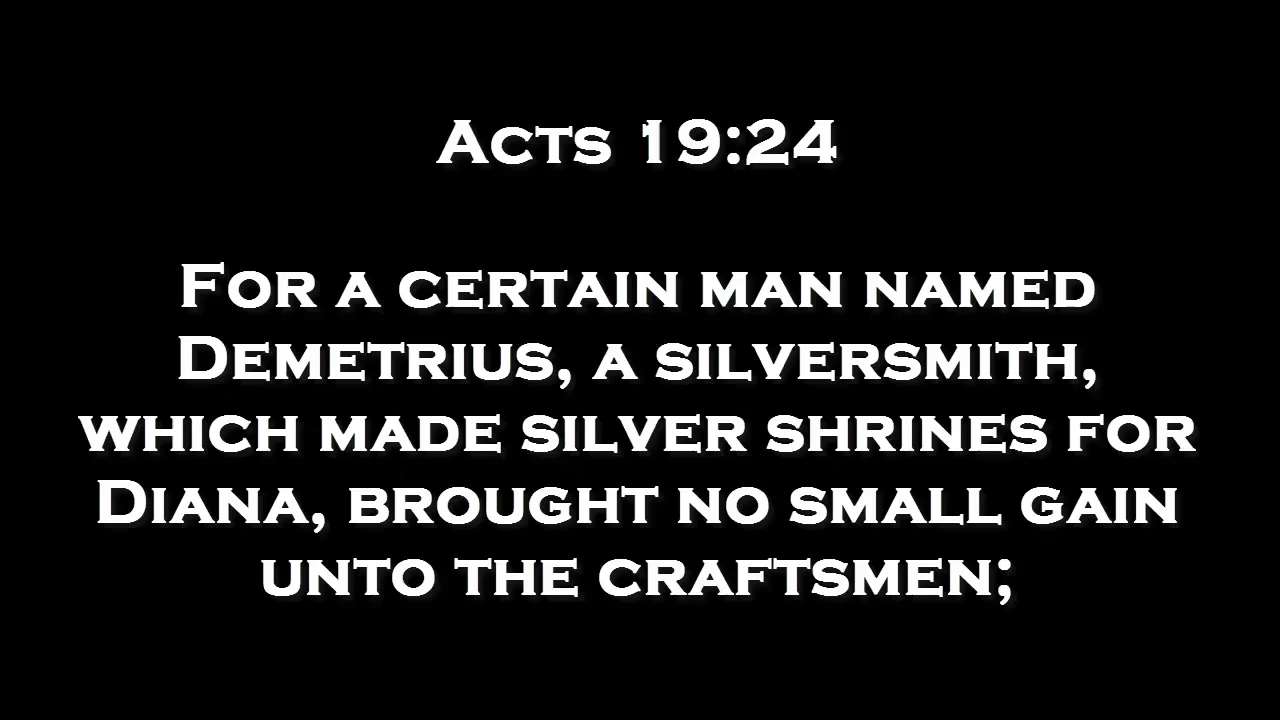 Acts 19:24
For a certain man named
Demetrius, a silversmith,
which made silver shrines for
Diana, brought no small gain
unto the craftsmen;